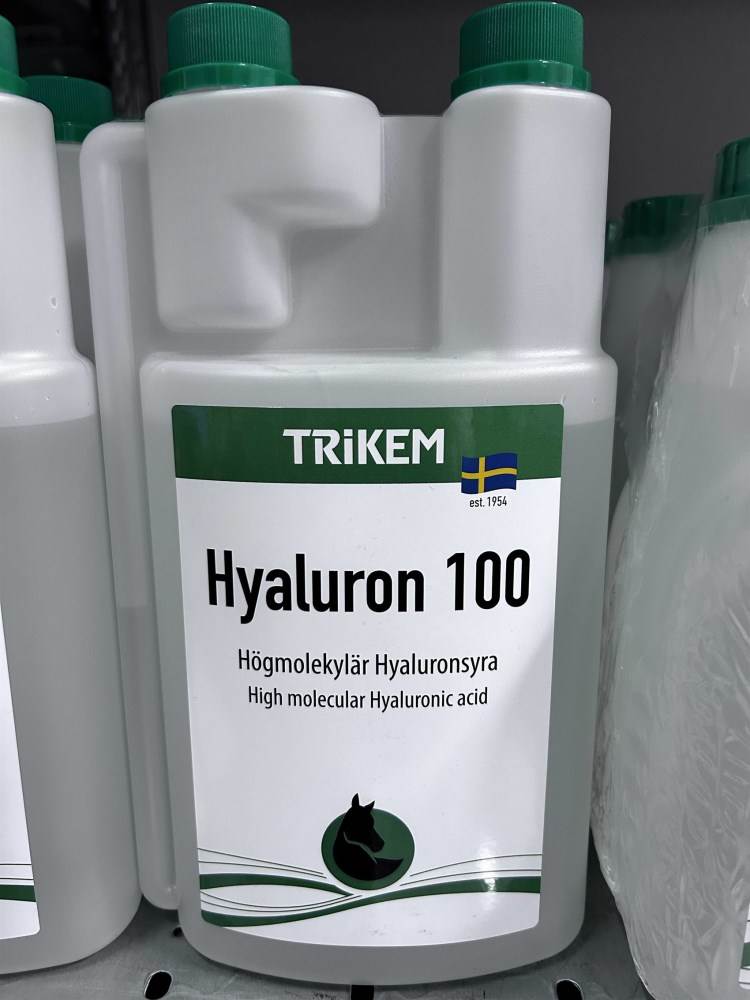 TRiKEM
est. 1954
Hyaluron 100
Högmolekylär Hyaluronsyra
High molecular Hyaluronic acid